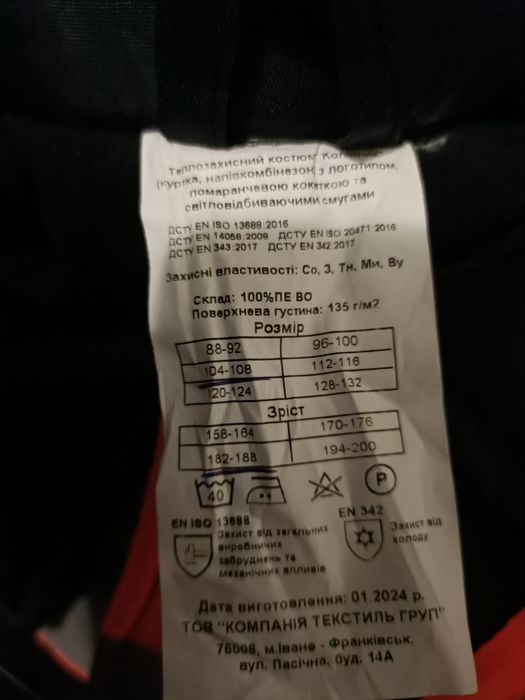 Теплозахисний костюм
(куртка, напівкомбінезон з логотипом,
помаранчевою кокеткою та
світловідбиваючими смугами
ДСТУ EN ISO 13688:2016
ДСТУ EN 14058:2008 ДСТУ EN ISO 20471 2016
ДСТУ EN 343:2017 ДСТУ EN 342:2017
Захисні властивості: Со, З, Тн, Ми, Ву
Склад: 100%ПЕ ВО
Поверхнева густина: 135 г/м2
Розмір
88-92 96-100
104-108 112-116
120-124 128-132
Зріст
158-164 170-176
182-188 194-200
40 P
EN ISO 13688
Захист від загальних
виробничих
забруднень та
механічних впливів
EN 342
Захист від
холоду
Дата виготовлення: 01.2024 р.
ТОВ "КОМПАНІЯ ТЕКСТИЛЬ ГРУП"
76008, м.Івано - Франківськ.
вул. Пасічна, буд. 14А